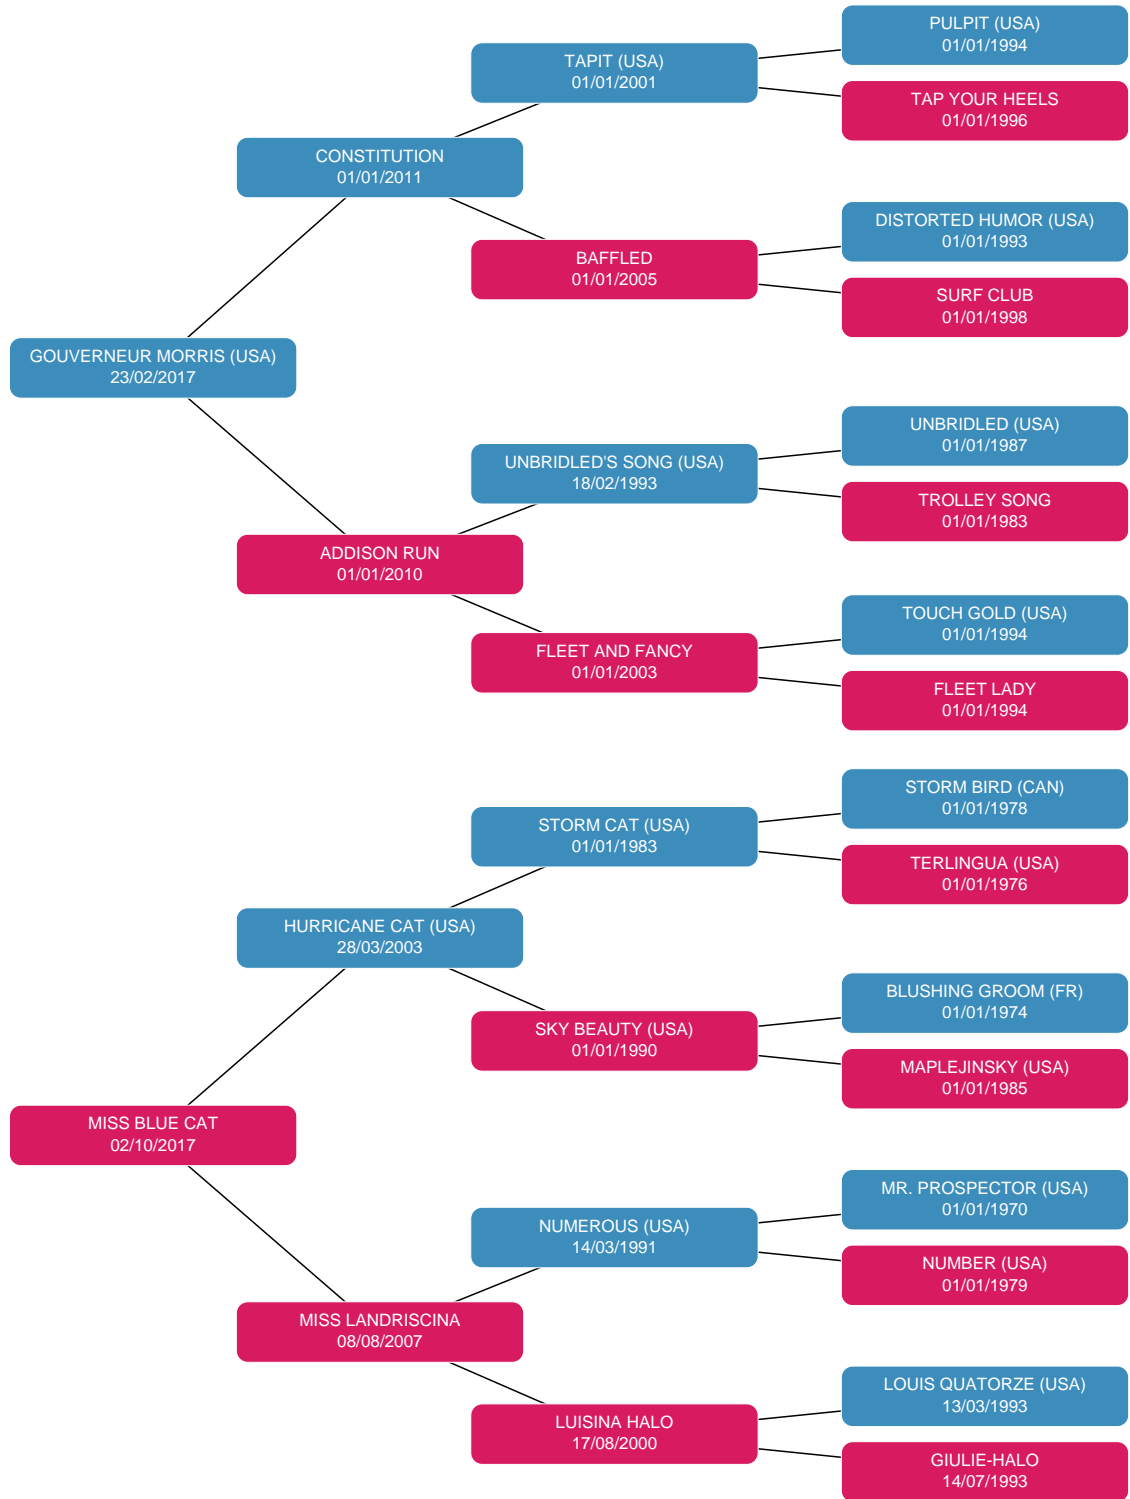 PULPIT (USA)
01/01/1994
TAPIT (USA)
01/01/2001
TAP YOUR HEELS
01/01/1996
CONSTITUTION
01/01/2011
DISTORTED HUMOR (USA)
01/01/1993
BAFFLED
01/01/2005
SURF CLUB
01/01/1998
GOUVERNEUR MORRIS (USA)
23/02/2017
UNBRIDLED (USA)
01/01/1987
UNBRIDLED'S SONG (USA)
18/02/1993
TROLLEY SONG
01/01/1983
ADDISON RUN
01/01/2010
TOUCH GOLD (USA)
01/01/1994
FLEET AND FANCY
01/01/2003
FLEET LADY
01/01/1994
STORM BIRD (CAN)
01/01/1978
STORM CAT (USA)
01/01/1983
TERLINGUA (USA)
01/01/1976
HURRICANE CAT (USA)
28/03/2003
BLUSHING GROOM (FR)
01/01/1974
SKY BEAUTY (USA)
01/01/1990
MAPLEJINSKY (USA)
01/01/1985
MISS BLUE CAT
02/10/2017
MR. PROSPECTOR (USA)
01/01/1970
NUMEROUS (USA)
14/03/1991
NUMBER (USA)
01/01/1979
MISS LANDRISCINA
08/08/2007
LOUIS QUATORZE (USA)
13/03/1993
LUISINA HALO
17/08/2000
GIULIE-HALO
14/07/1993